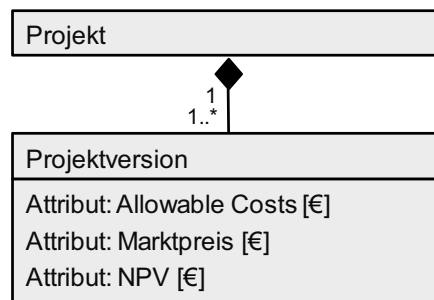 Projekt
1
1..*
Projektversion
Attribut: Allowable Costs [€]
Attribut: Marktpreis [€]
Attribut: NPV [€]